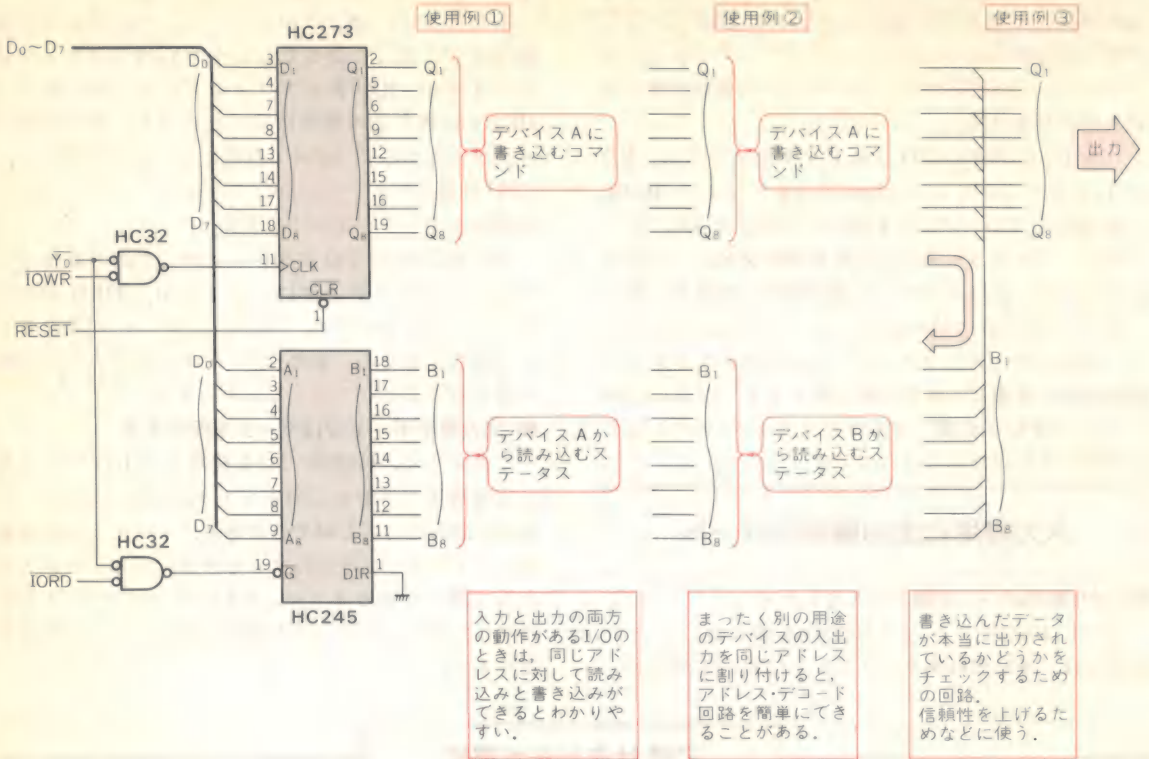 使用例①
使用例②
使用例③
D₀～D₇
HC273
D₀
3 D₁ Q₁ 2 Q₁
4 5
7 6
8 9
13 12
14 15
17 16
D₇ 18 D₈ Q₈ 19 Q₈
デバイスAに
書き込むコマ
ンド
Q₁
Q₈
デバイスAに
書き込むコマ
ンド
Q₁
Q₈
出力
HC32
IOWR
11 CLK
CLR
1
RESET
D₀
2 A₁ B₁ 18 B₁
3 17
4 16
5 15
6 14
7 13
8 12
D₇ 9 A₈ B₈ 11 B₈
デバイスAか
ら読み込むス
テータス
B₁
B₈
デバイスBか
ら読み込むス
テータス
B₁
B₈
HC32
IORD
19 G DIR 1
HC245
入力と出力の両方
の動作があるI/Oの
ときは，同じアド
レスに対して読み
込みと書き込みが
できるとわかりや
すい．
まったく別の用途
のデバイスの入出
力を同じアドレス
に割り付けると，
アドレス・デコード
回路を簡単にでき
ることがある．
書き込んだデータ
が本当に出力され
ているかどうかを
チェックするため
の回路．
信頼性を上げるた
めなどに使う．